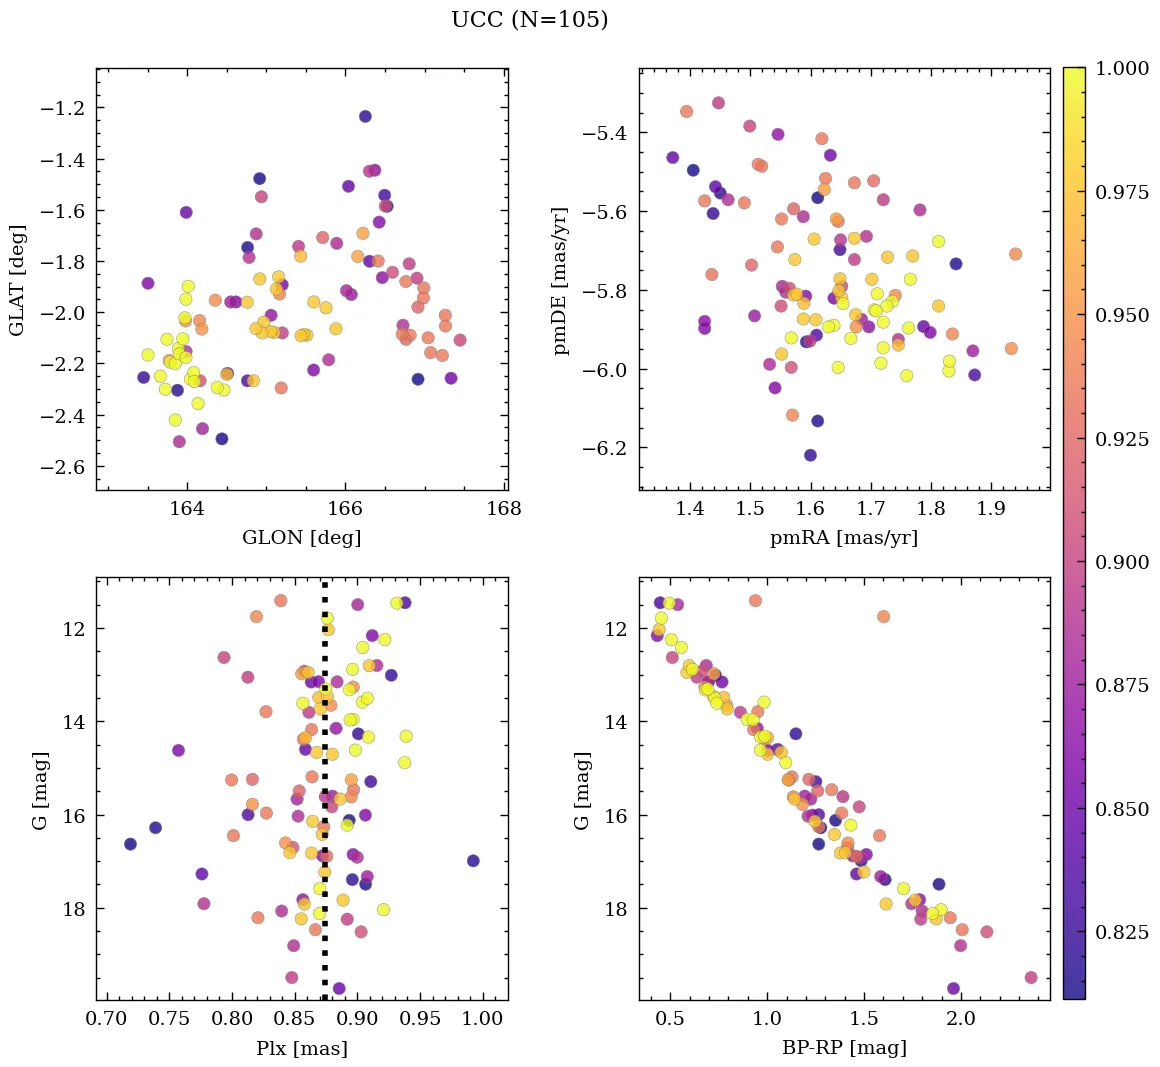 UCC (N=105)
−1.2
−1.4
−1.6
−1.8
−2.0
−2.2
−2.4
−2.6
GLAT [deg]
164 166 168
GLON [deg]
−5.4
−5.6
−5.8
−6.0
−6.2
pmDE [mas/yr]
1.4 1.5 1.6 1.7 1.8 1.9
pmRA [mas/yr]
12
14
16
18
G [mag]
0.70 0.75 0.80 0.85 0.90 0.95 1.00
Plx [mas]
12
14
16
18
G [mag]
0.5 1.0 1.5 2.0
BP-RP [mag]
1.000
0.975
0.950
0.925
0.900
0.875
0.850
0.825